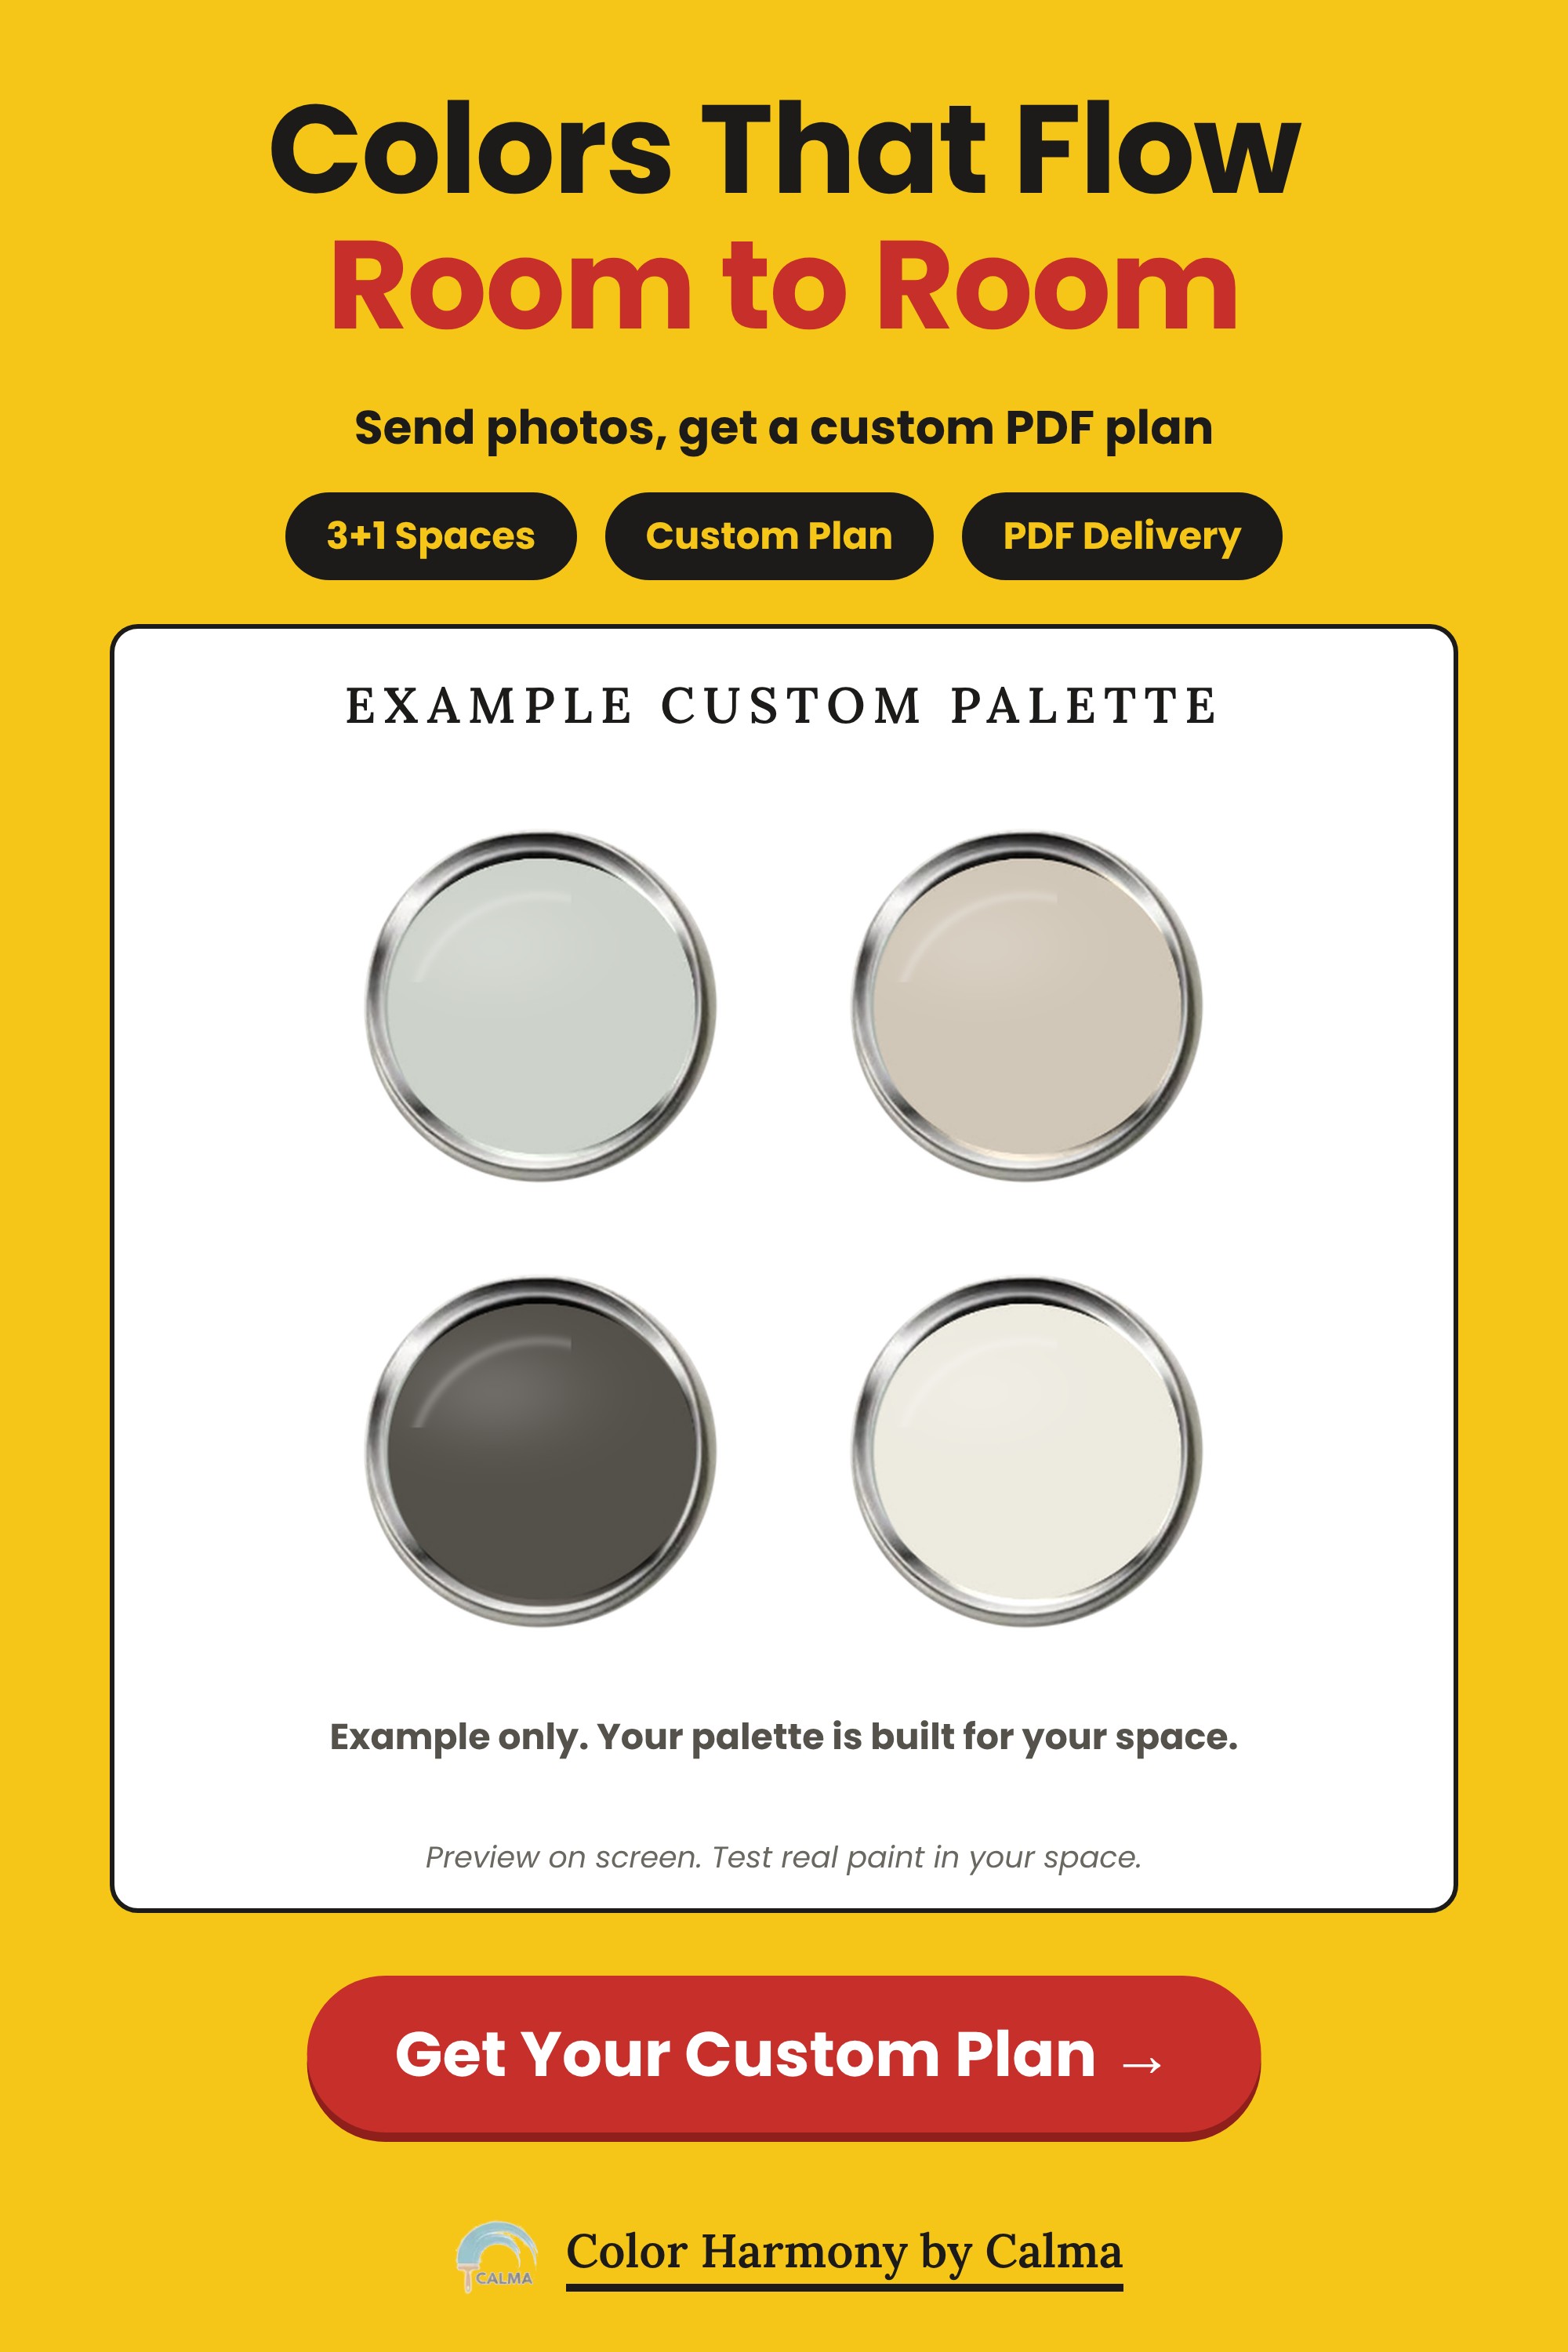 Colors That Flow
Room to Room
Send photos, get a custom PDF plan
3+1 Spaces
Custom Plan
PDF Delivery
EXAMPLE CUSTOM PALETTE
Example only. Your palette is built for your space.
Preview on screen. Test real paint in your space.
Get Your Custom Plan →
CALMA
Color Harmony by Calma